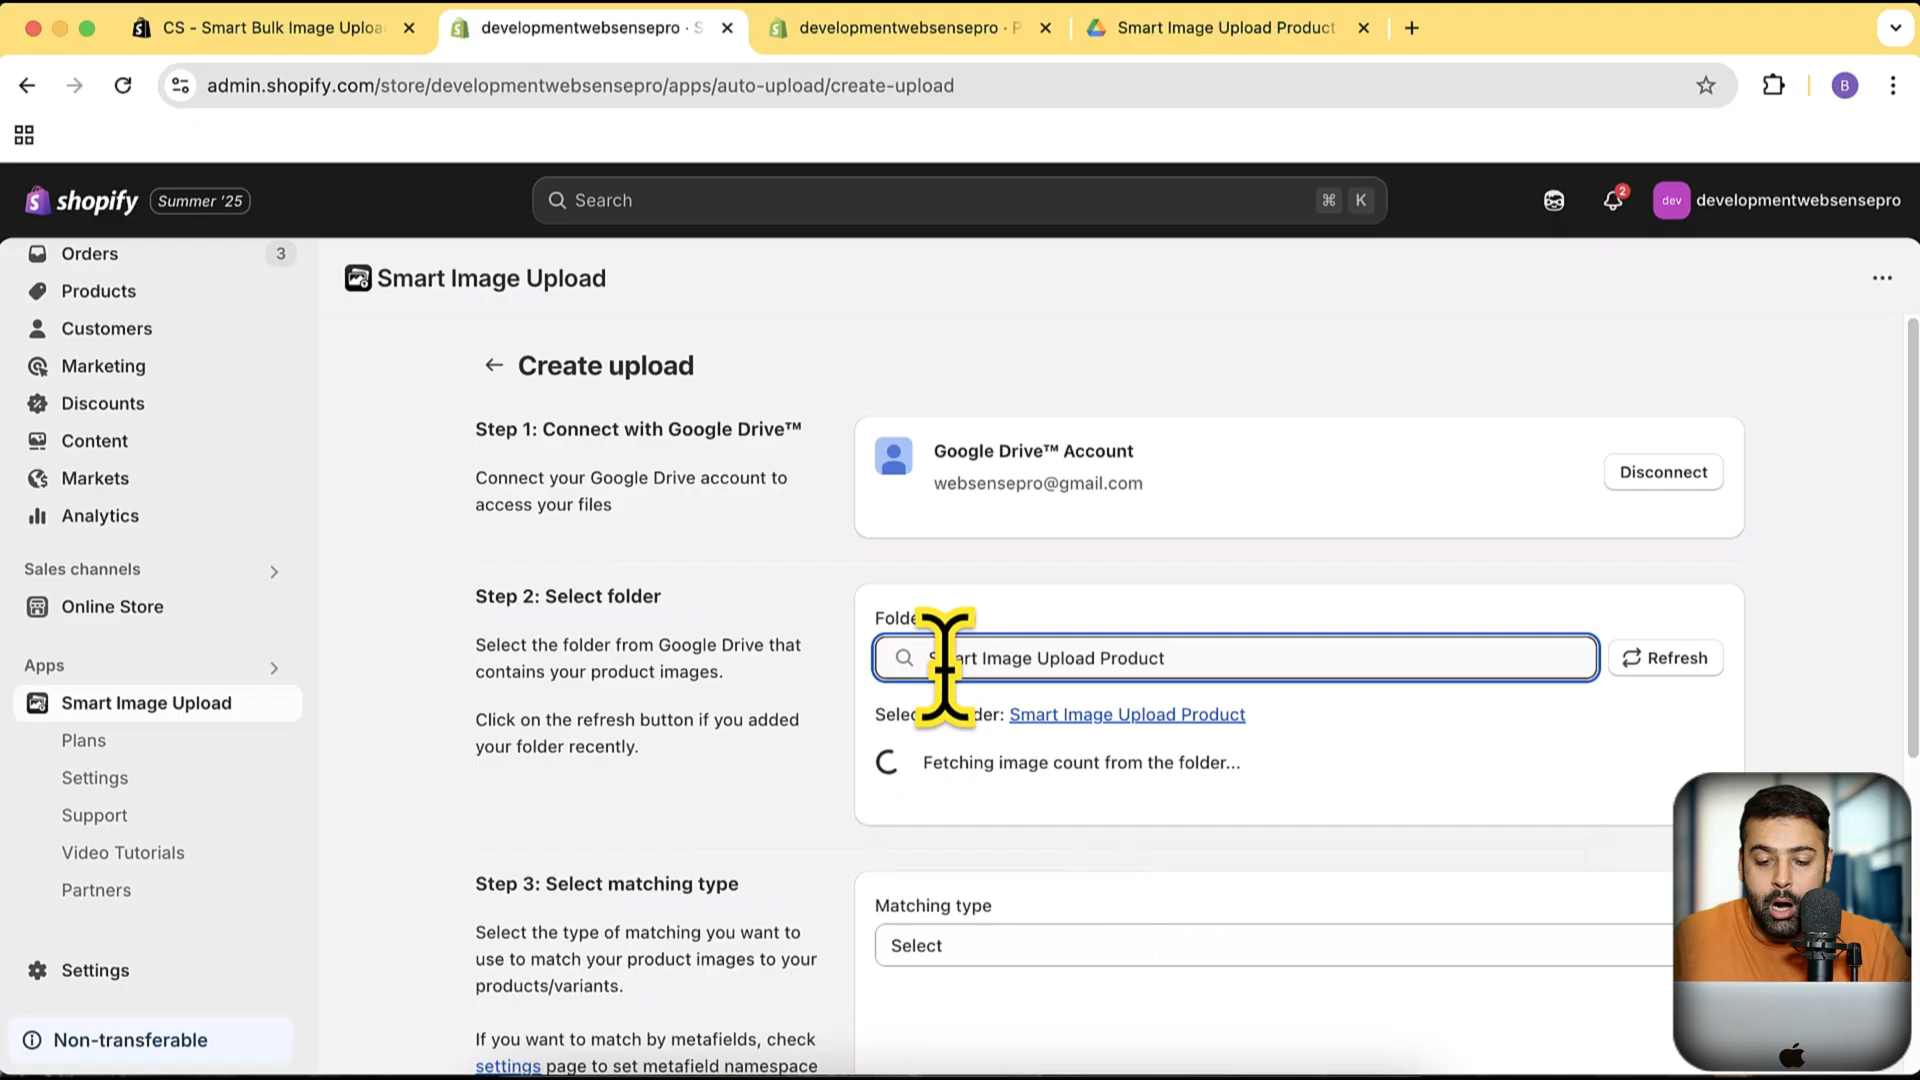 CS - Smart Bulk Image Uploa
developmentwebsensepro · S
developmentwebsensepro · P
Smart Image Upload Product
admin.shopify.com/store/developmentwebsensepro/apps/auto-upload/create-upload
B
shopify
Summer '25
Search
⌘ K
2
dev
developmentwebsensepro
Orders
3
Products
Customers
Marketing
Discounts
Content
Markets
Analytics
Sales channels
Online Store
Apps
Smart Image Upload
Plans
Settings
Support
Video Tutorials
Partners
Settings
Non-transferable
Smart Image Upload
Create upload
Step 1: Connect with Google Drive™
Connect your Google Drive account to
access your files
Google Drive™ Account
websensepro@gmail.com
Disconnect
Step 2: Select folder
Select the folder from Google Drive that
contains your product images.
Click on the refresh button if you added
your folder recently.
Image Upload Product
Refresh
Smart Image Upload Product
Fetching image count from the folder...
Step 3: Select matching type
Select the type of matching you want to
use to match your product images to your
products/variants.
If you want to match by metafields, check
settings page to set metafield namespace
Matching type
Select